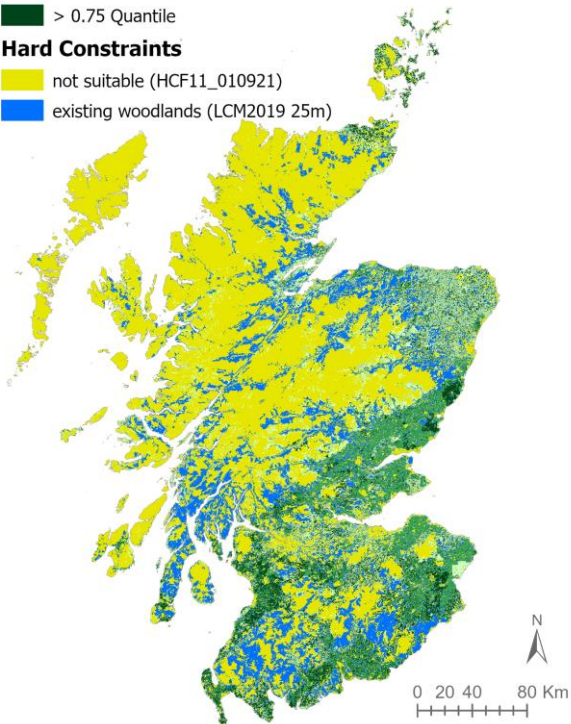 > 0.75 Quantile
Hard Constraints
not suitable (HCF11_010921)
existing woodlands (LCM2019 25m)
N
0 20 40 80 Km